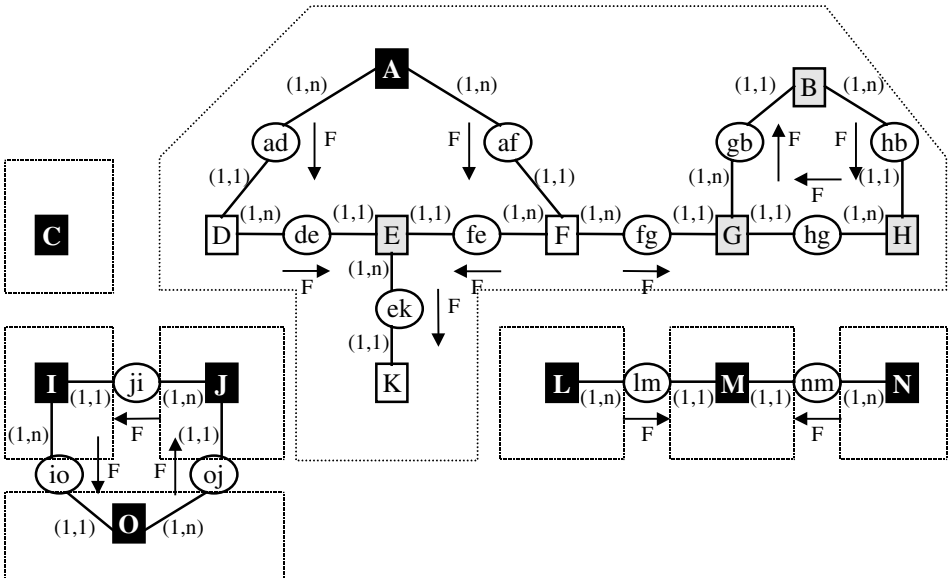 A
B
(1,n)
(1,n)
(1,1)
(1,n)
ad
F
F
af
gb
F
F
hb
(1,1)
(1,1)
(1,n)
F
(1,1)
C
D
(1,n)
de
(1,1)
E
(1,1)
fe
(1,n)
F
(1,n)
fg
(1,1)
G
(1,1)
hg
(1,n)
H
F
(1,n)
F
F
ek
F
(1,1)
I
(1,1)
ji
(1,n)
J
K
L
(1,n)
lm
(1,1)
M
(1,1)
nm
(1,n)
N
F
F
F
(1,n)
(1,1)
io
F
F
oj
(1,1)
O
(1,n)